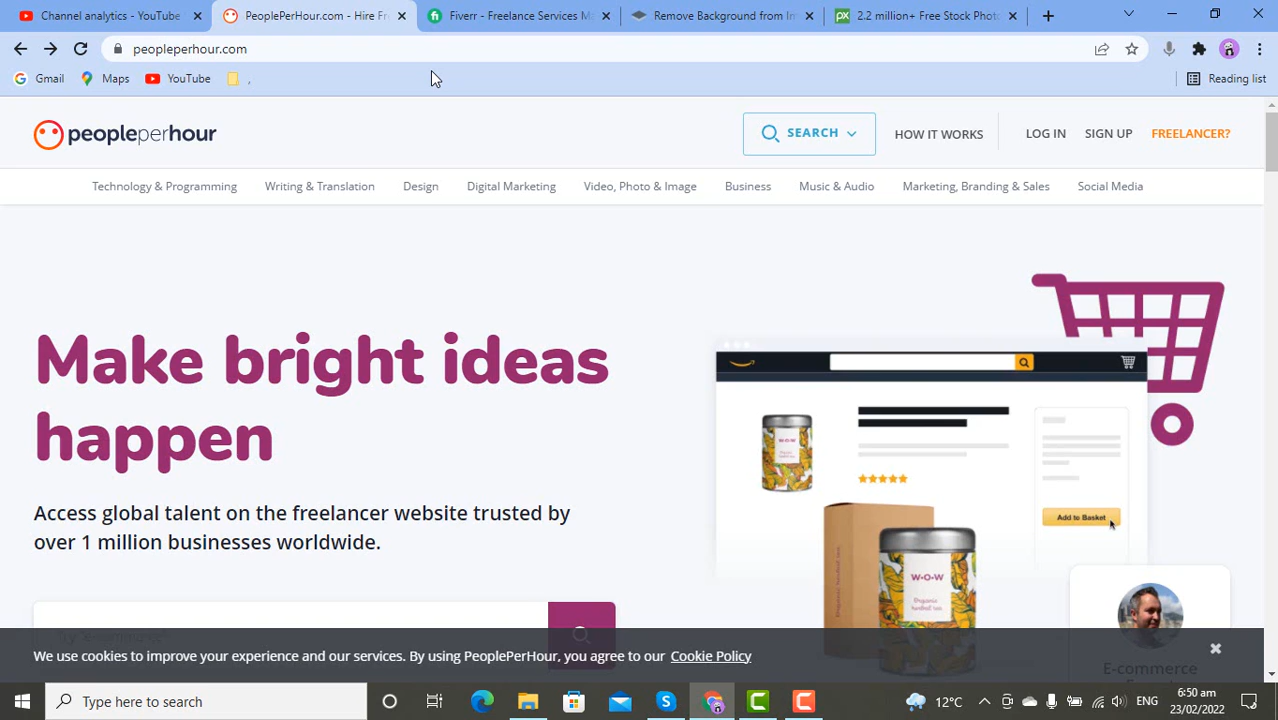 Channel analytics - YouTube
PeoplePerHour.com - Hire Fr
Fiverr - Freelance Services M
Remove Background from Im
2.2 million+ Free Stock Phot
peopleperhour.com
Gmail
Maps
YouTube
,
Reading list
peopleperhour
SEARCH
HOW IT WORKS
LOG IN
SIGN UP
FREELANCER?
Technology & Programming
Writing & Translation
Design
Digital Marketing
Video, Photo & Image
Business
Music & Audio
Marketing, Branding & Sales
Social Media
Make bright ideas
happen
Access global talent on the freelancer website trusted by
over 1 million businesses worldwide.
W·O·W
Add to Basket
W·O·W
Organic
E-commerce
We use cookies to improve your experience and our services. By using PeoplePerHour, you agree to our Cookie Policy
Type here to search
12°C
ENG
6:50 am
23/02/2022